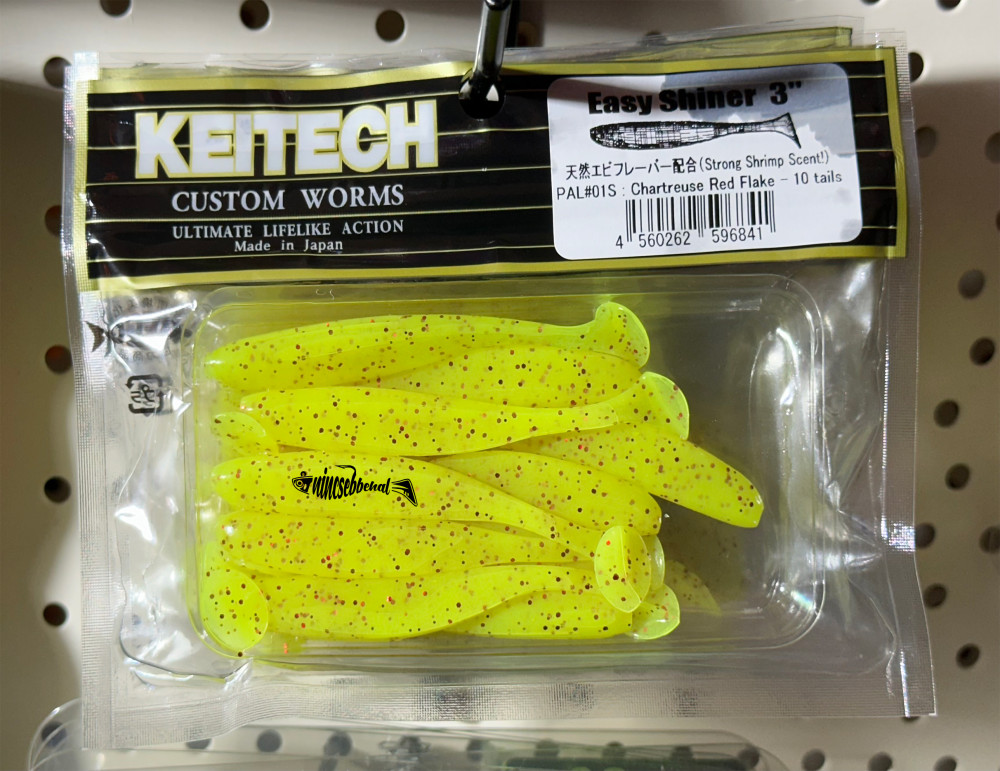 KEITECH
CUSTOM WORMS
ULTIMATE LIFELIKE ACTION
Made in Japan
Easy Shiner 3"
天然エビフレーバー配合(Strong Shrimp Scent!)
PAL#01S : Chartreuse Red Flake - 10 tails
4 560262 596841
nincsebbenal